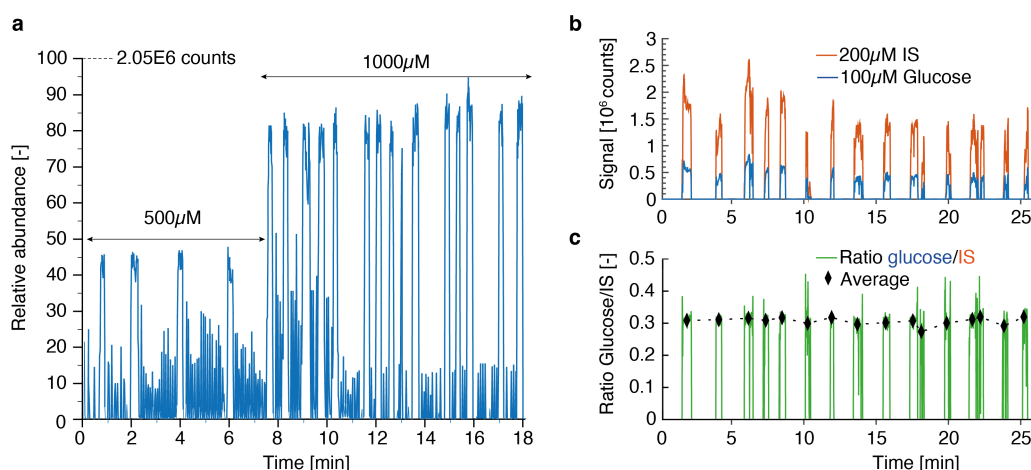 a
100
2.05E6 counts
1000µM
90
80
70
60
500µM
50
40
30
20
10
0
Relative abundance [-]
0 2 4 6 8 10 12 14 16 18
Time [min]
b
3
2.5
2
1.5
1
0.5
0
Signal [10⁶ counts]
200µM IS
100µM Glucose
0 5 10 15 20 25
c
0.5
0.4
0.3
0.2
0.1
0
Ratio Glucose/IS [-]
Ratio glucose/IS
Average
0 5 10 15 20 25
Time [min]